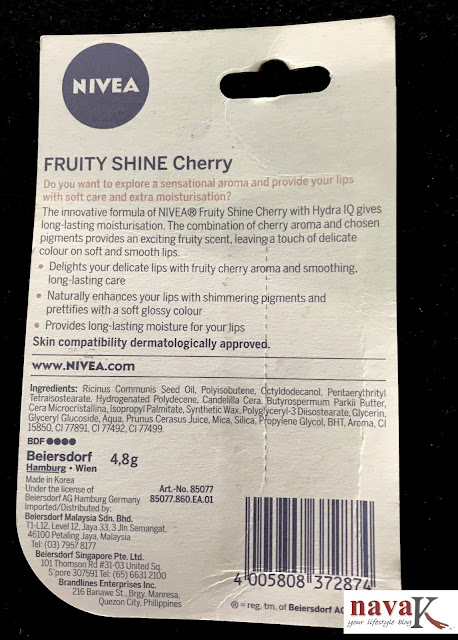 NIVEA
FRUITY SHINE Cherry
Do you want to explore a sensational aroma and provide your lips
with soft care and extra moisturisation?
The innovative formula of NIVEA® Fruity Shine Cherry with Hydra IQ gives
long-lasting moisturisation. The combination of cherry aroma and chosen
pigments provides an exciting fruity scent, leaving a touch of delicate
colour on soft and smooth lips.
• Delights your delicate lips with fruity cherry aroma and smoothing,
long-lasting care
• Naturally enhances your lips with shimmering pigments and
prettifies with a soft glossy colour
• Provides long-lasting moisture for your lips
Skin compatibility dermatologically approved.
www.NIVEA.com
Ingredients: Ricinus Communis Seed Oil, Polyisobutene, Octyldodecanol, Pentaerythrityl
Tetraisostearate, Hydrogenated Polydecene, Candelilla Cera, Butyrospermum Parkii Butter,
Cera Microcristallina, Isopropyl Palmitate, Synthetic Wax, Polyglyceryl-3 Diisostearate, Glycerin,
Glyceryl Glucoside, Aqua, Prunus Cerasus Juice, Mica, Silica, Propylene Glycol, BHT, Aroma, CI
15850, CI 77891, CI 77492, CI 77499.
BDF ●●●●
Beiersdorf 4,8g
Hamburg • Wien
Made in Korea
Under the license of Art.-No. 85077
Beiersdorf AG Hamburg Germany 85077.860.EA.01
Imported/Distributed by:
Beiersdorf Malaysia Sdn. Bhd.
T1-L12, Level 12, Jaya 33, 3 Jln Semangat,
46100 Petaling Jaya, Malaysia
Tel: (03) 7957 8177
Beiersdorf Singapore Pte. Ltd.
101 Thomson Rd #31-03 United Sq.
S'pore 307591 Tel: (65) 6631 2100
Brandlines Enterprises Inc.
216 Banawe St., Brgy. Manresa,
Quezon City, Philippines
4 005808 372874
® = reg. tm. of Beiersdorf AG
navaK
your lifestyle blog